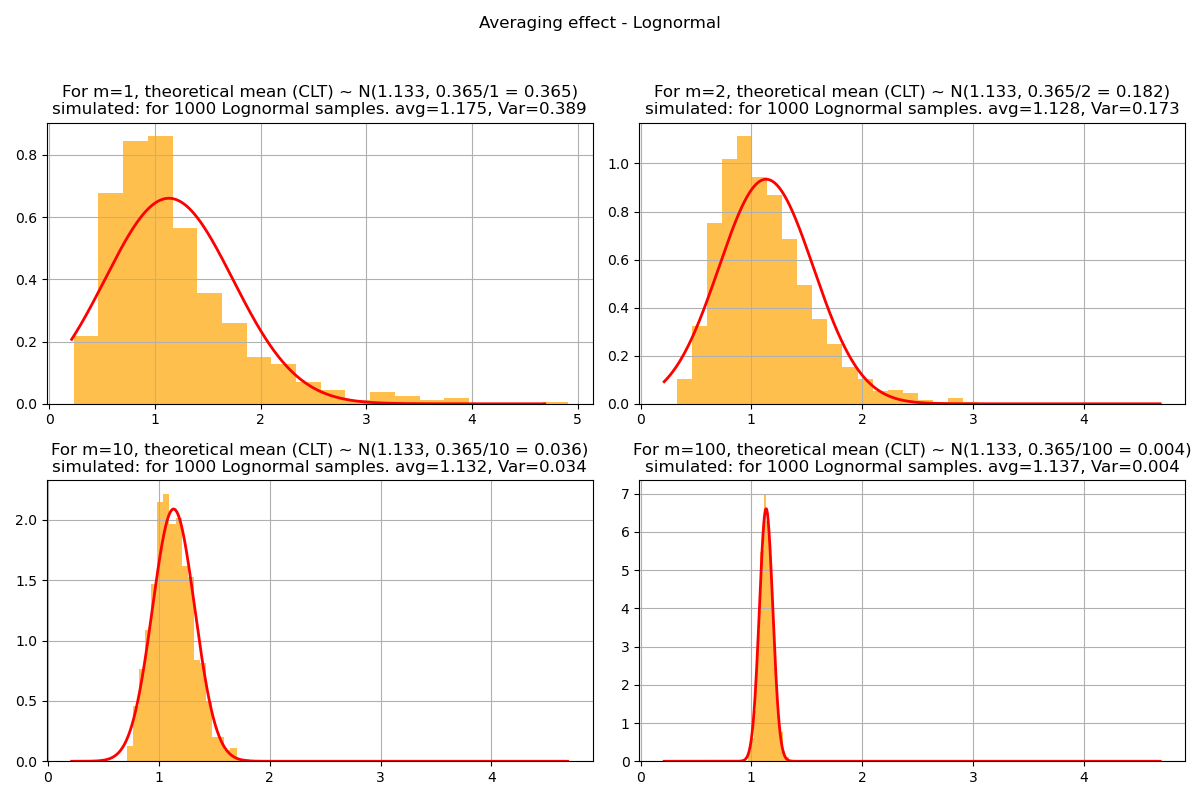 Averaging effect - Lognormal
For m=1, theoretical mean (CLT) ~ N(1.133, 0.365/1 = 0.365)
simulated: for 1000 Lognormal samples. avg=1.175, Var=0.389
0.8
0.6
0.4
0.2
0.0
0 1 2 3 4 5
For m=2, theoretical mean (CLT) ~ N(1.133, 0.365/2 = 0.182)
simulated: for 1000 Lognormal samples. avg=1.128, Var=0.173
1.0
0.8
0.6
0.4
0.2
0.0
0 1 2 3 4
For m=10, theoretical mean (CLT) ~ N(1.133, 0.365/10 = 0.036)
simulated: for 1000 Lognormal samples. avg=1.132, Var=0.034
2.0
1.5
1.0
0.5
0.0
0 1 2 3 4
For m=100, theoretical mean (CLT) ~ N(1.133, 0.365/100 = 0.004)
simulated: for 1000 Lognormal samples. avg=1.137, Var=0.004
7
6
5
4
3
2
1
0
0 1 2 3 4